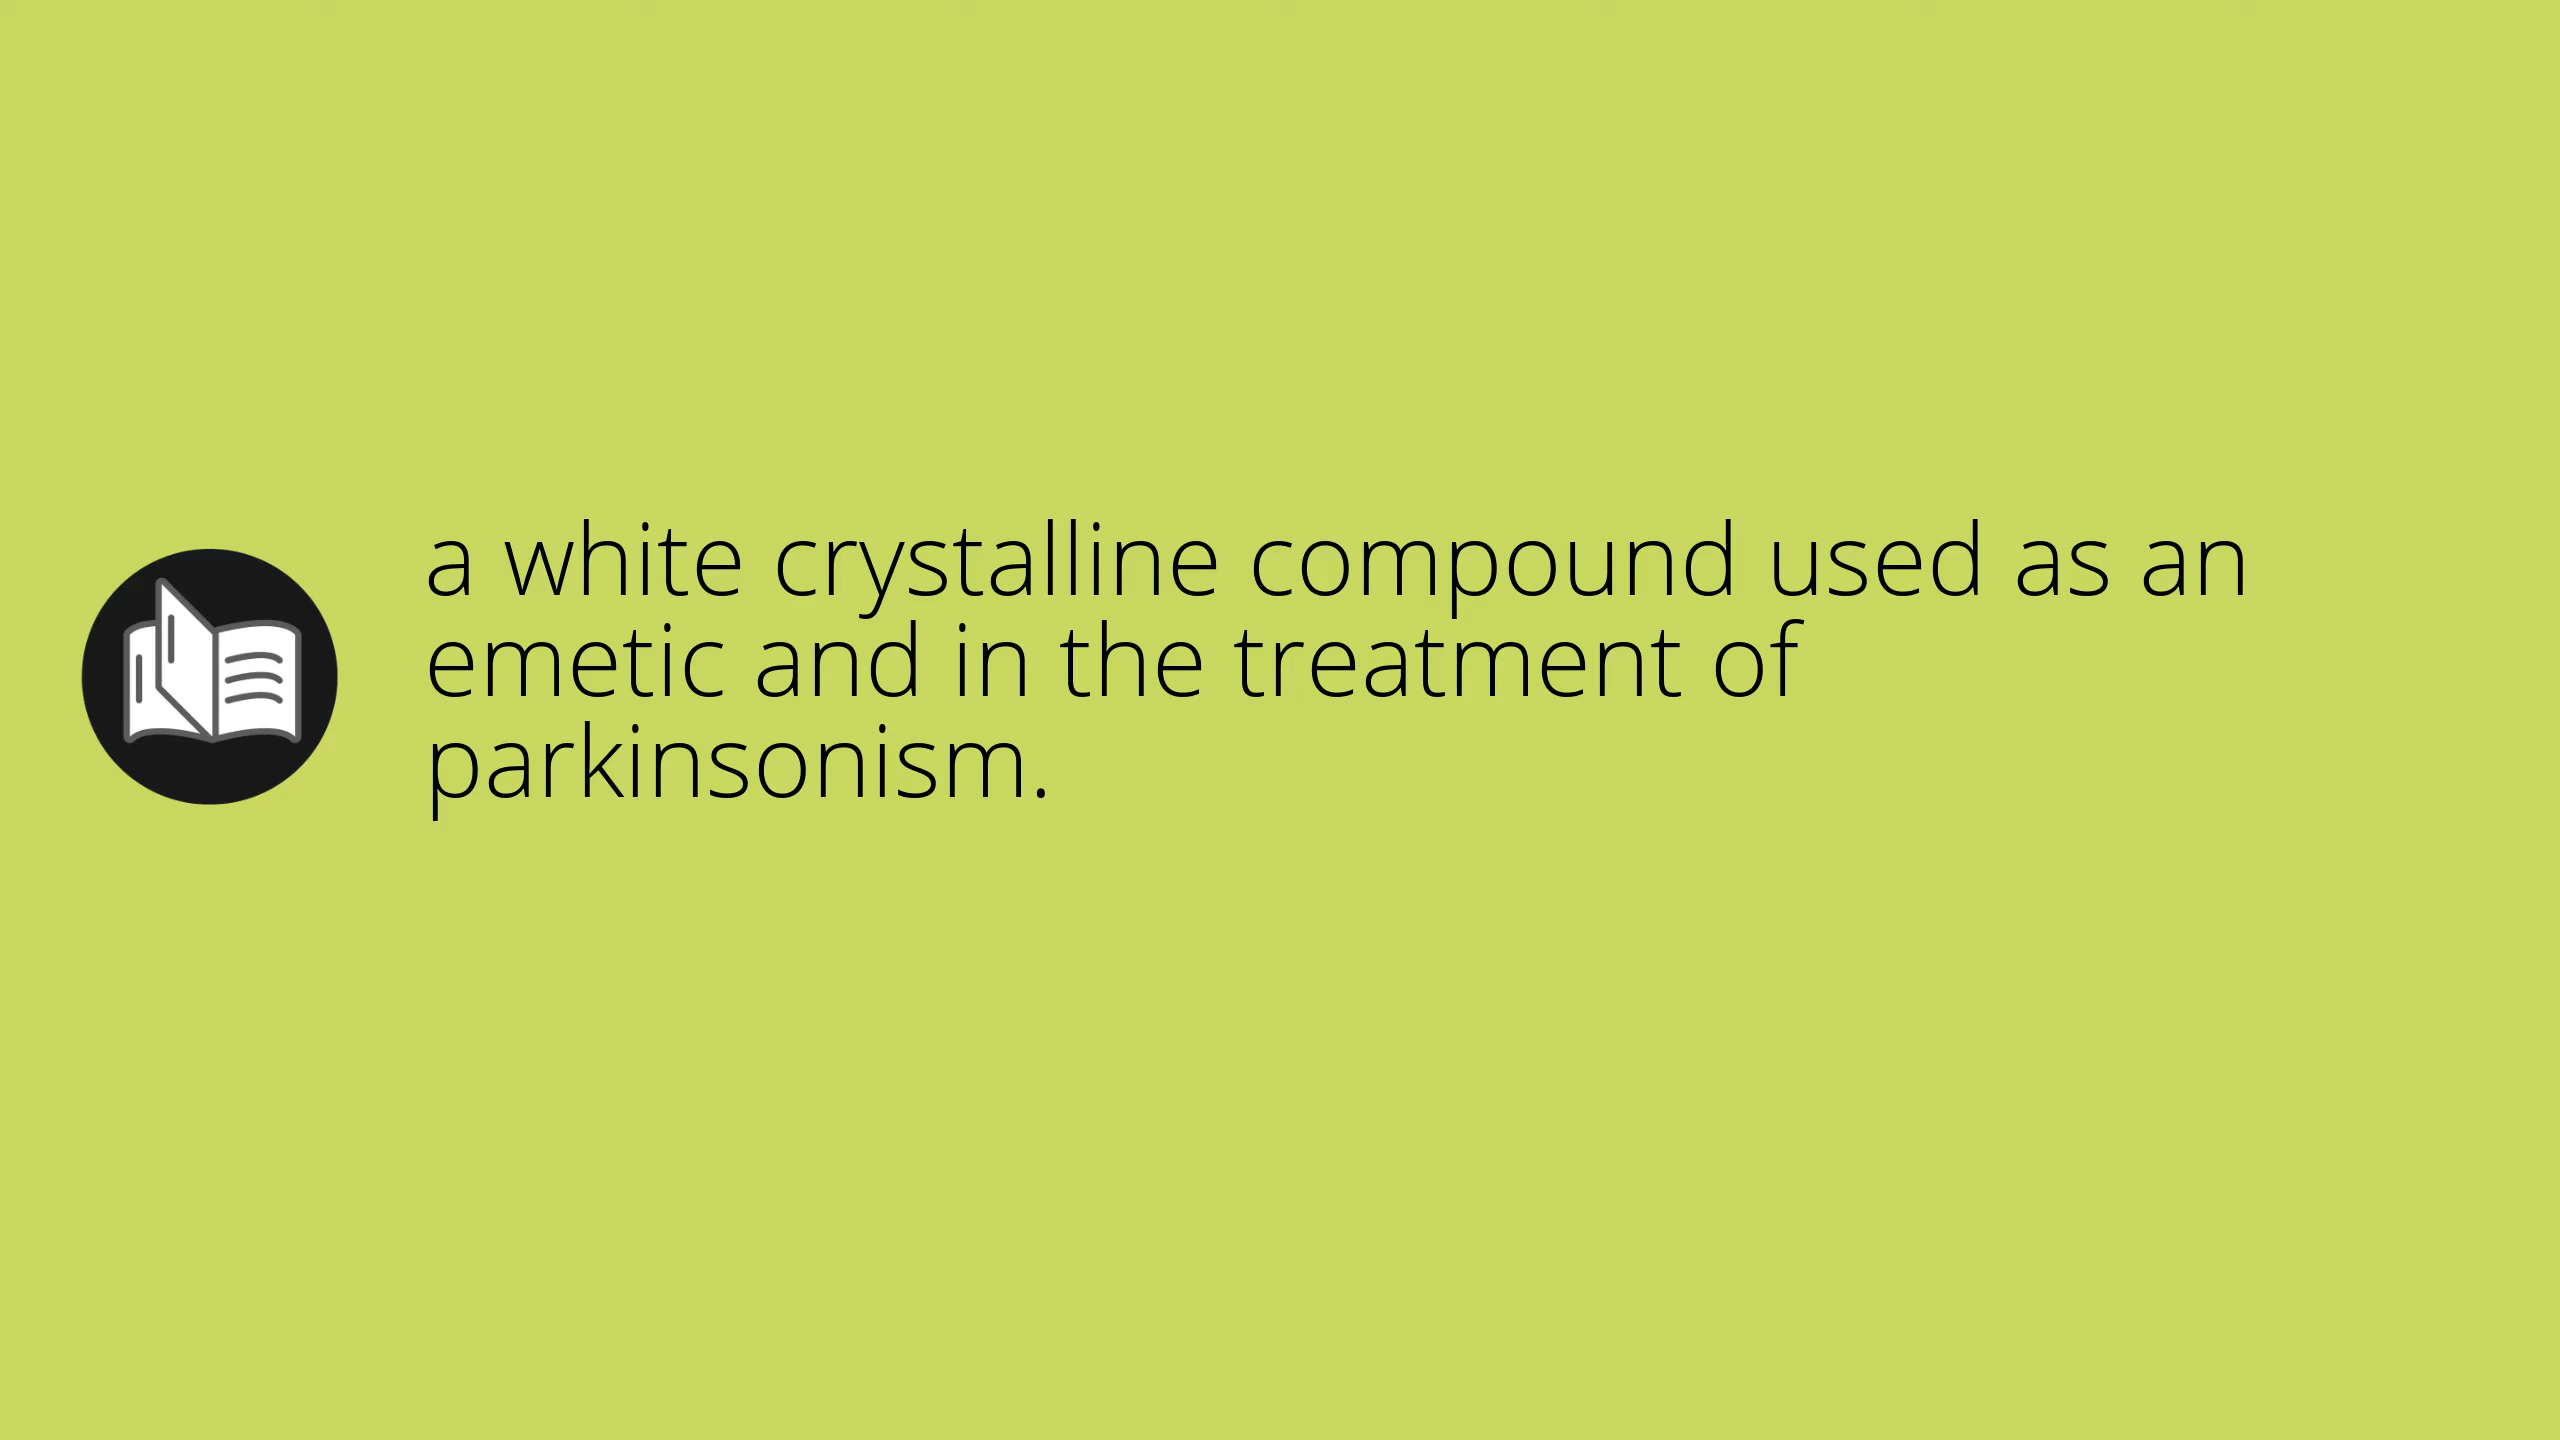 a white crystalline compound used as an
emetic and in the treatment of
parkinsonism.